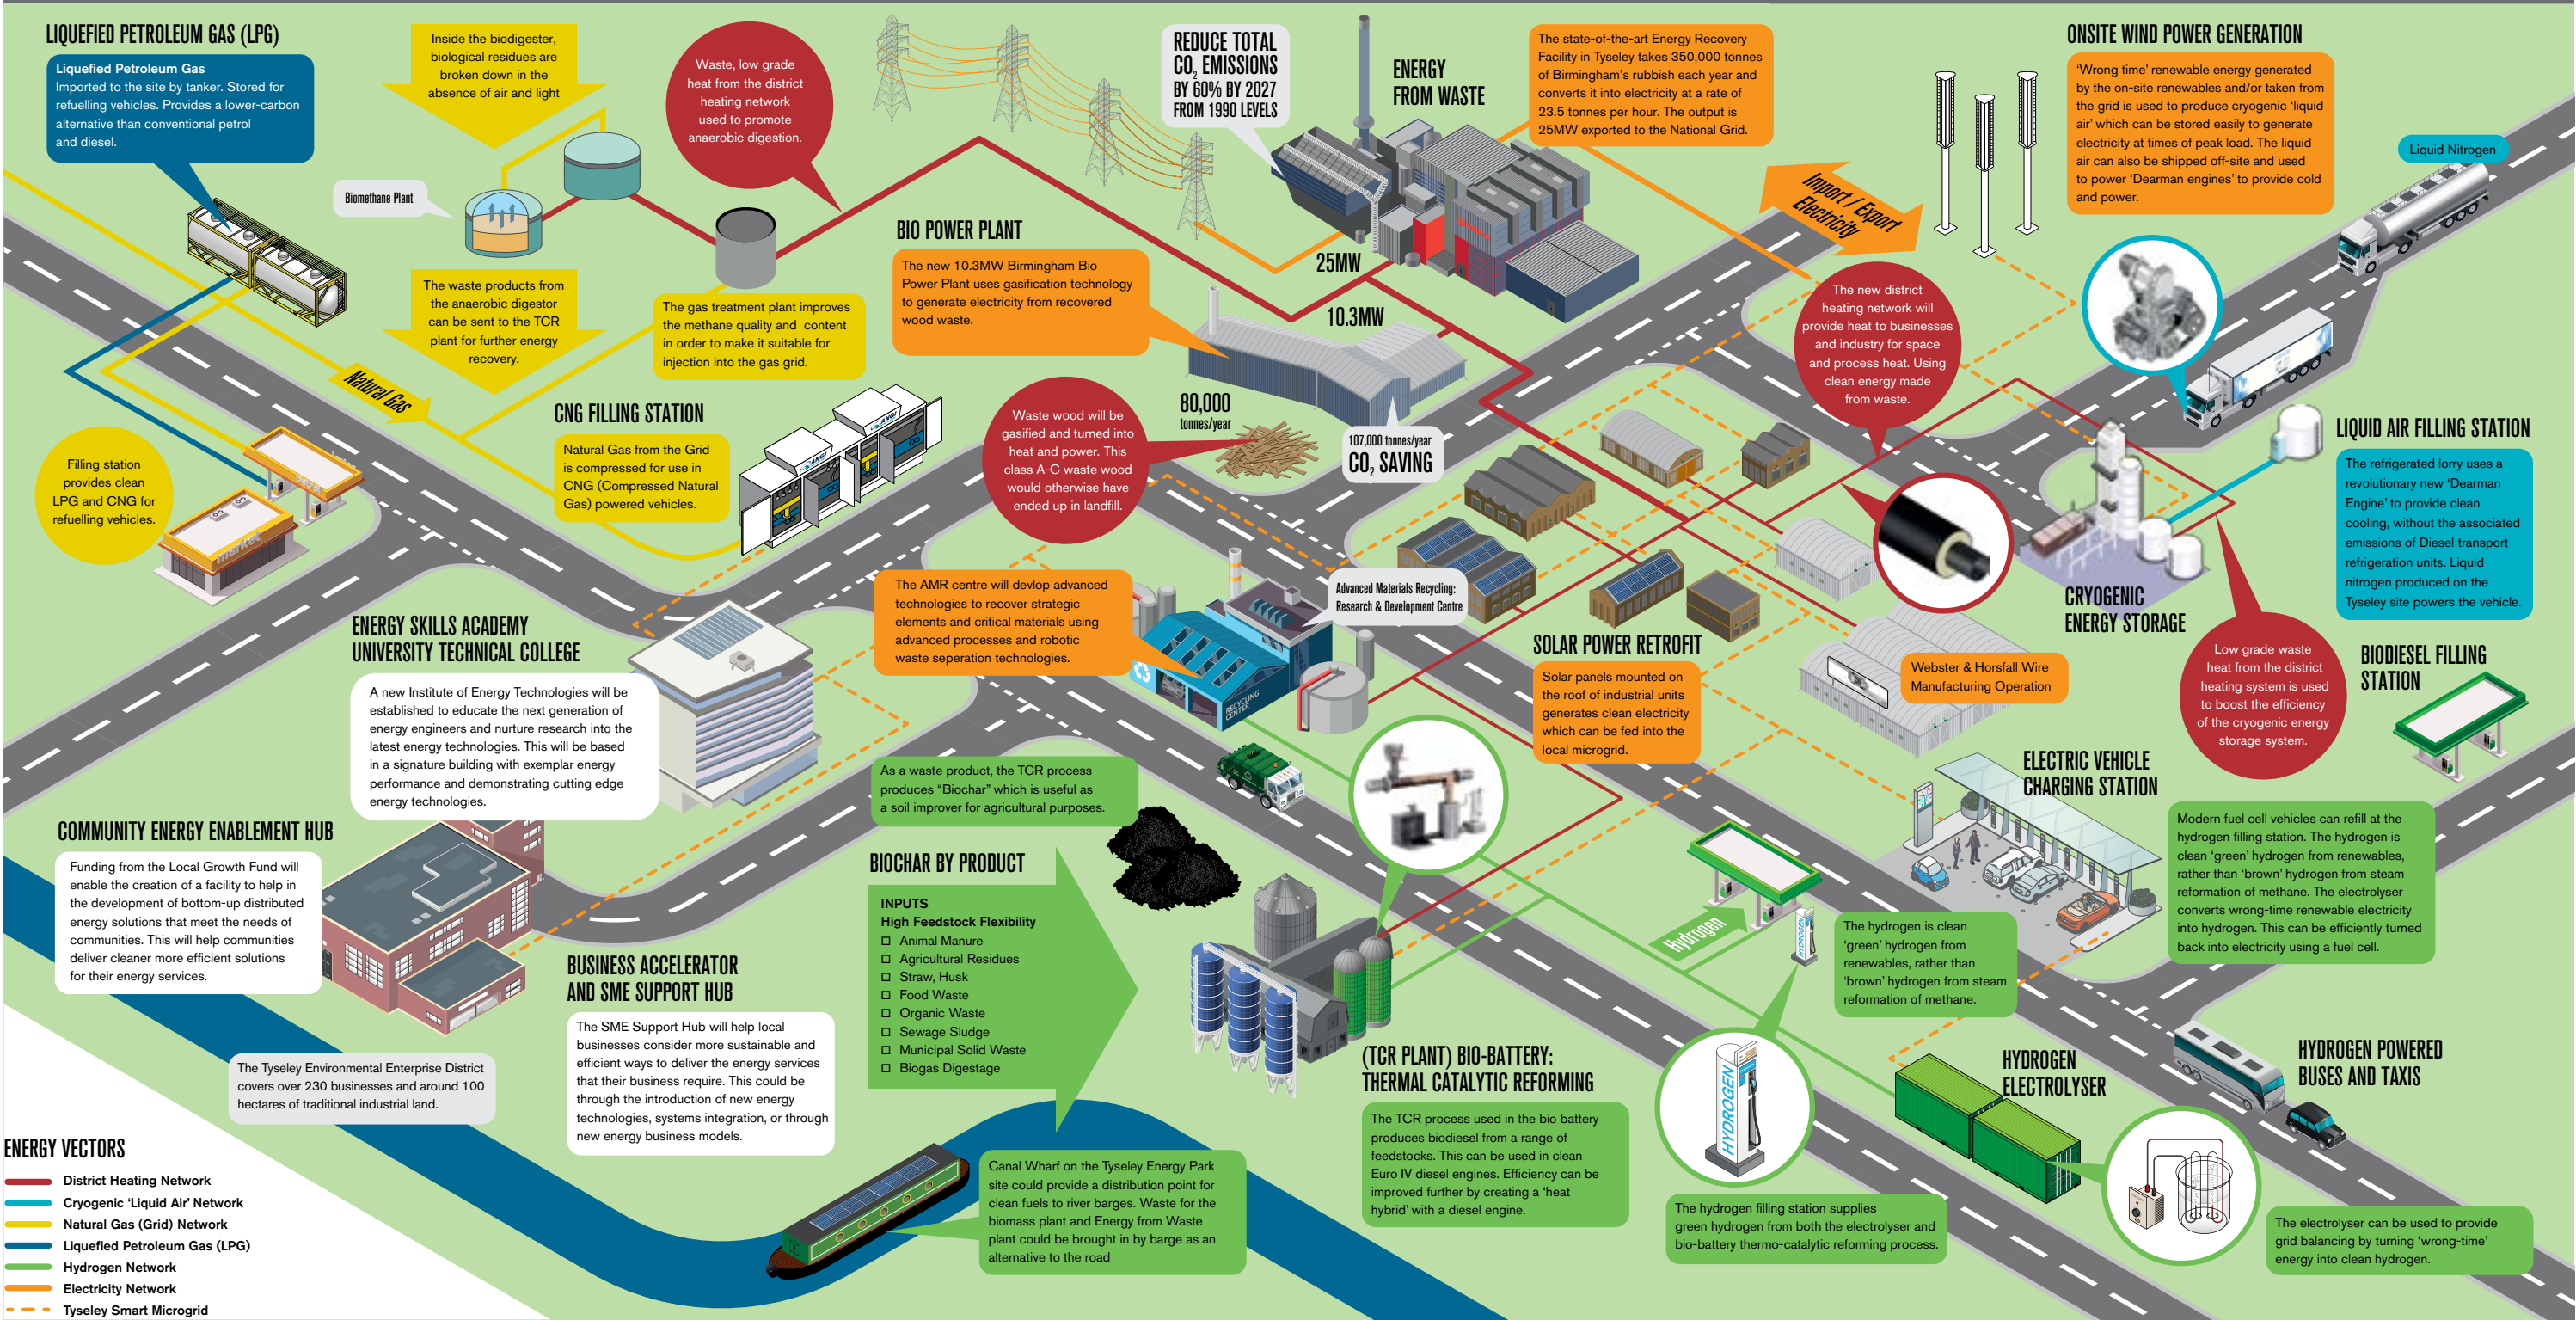 LIQUEFIED PETROLEUM GAS (LPG)
Liquefied Petroleum Gas
Imported to the site by tanker. Stored for
refuelling vehicles. Provides a lower-carbon
alternative than conventional petrol
and diesel.
Inside the biodigester,
biological residues are
broken down in the
absence of air and light
Biomethane Plant
The waste products from
the anaerobic digestor
can be sent to the TCR
plant for further energy
recovery.
Waste, low grade
heat from the district
heating network
used to promote
anaerobic digestion.
The gas treatment plant improves
the methane quality and content
in order to make it suitable for
injection into the gas grid.
Natural Gas
Filling station
provides clean
LPG and CNG for
refuelling vehicles.
petrol
market
CNG FILLING STATION
Natural Gas from the Grid
is compressed for use in
CNG (Compressed Natural
Gas) powered vehicles.
ANGI
ANGI
REDUCE TOTAL
CO2 EMISSIONS
BY 60% BY 2027
FROM 1990 LEVELS
ENERGY
FROM WASTE
The state-of-the-art Energy Recovery
Facility in Tyseley takes 350,000 tonnes
of Birmingham's rubbish each year and
converts it into electricity at a rate of
23.5 tonnes per hour. The output is
25MW exported to the National Grid.
25MW
Import / Export
Electricity
BIO POWER PLANT
The new 10.3MW Birmingham Bio
Power Plant uses gasification technology
to generate electricity from recovered
wood waste.
10.3MW
80,000
tonnes/year
107,000 tonnes/year
CO2 SAVING
Waste wood will be
gasified and turned into
heat and power. This
class A-C waste wood
would otherwise have
ended up in landfill.
ONSITE WIND POWER GENERATION
'Wrong time' renewable energy generated
by the on-site renewables and/or taken from
the grid is used to produce cryogenic 'liquid
air' which can be stored easily to generate
electricity at times of peak load. The liquid
air can also be shipped off-site and used
to power 'Dearman engines' to provide cold
and power.
Liquid Nitrogen
The new district
heating network will
provide heat to businesses
and industry for space
and process heat. Using
clean energy made
from waste.
LIQUID AIR FILLING STATION
The refrigerated lorry uses a
revolutionary new 'Dearman
Engine' to provide clean
cooling, without the associated
emissions of Diesel transport
refrigeration units. Liquid
nitrogen produced on the
Tyseley site powers the vehicle.
CRYOGENIC
ENERGY STORAGE
Low grade waste
heat from the district
heating system is used
to boost the efficiency
of the cryogenic energy
storage system.
BIODIESEL FILLING
STATION
The AMR centre will devlop advanced
technologies to recover strategic
elements and critical materials using
advanced processes and robotic
waste seperation technologies.
Advanced Materials Recycling:
Research & Development Centre
RECYCLING
CENTER
SOLAR POWER RETROFIT
Solar panels mounted on
the roof of industrial units
generates clean electricity
which can be fed into the
local microgrid.
Webster & Horsfall Wire
Manufacturing Operation
ENERGY SKILLS ACADEMY
UNIVERSITY TECHNICAL COLLEGE
A new Institute of Energy Technologies will be
established to educate the next generation of
energy engineers and nurture research into the
latest energy technologies. This will be based
in a signature building with exemplar energy
performance and demonstrating cutting edge
energy technologies.
COMMUNITY ENERGY ENABLEMENT HUB
Funding from the Local Growth Fund will
enable the creation of a facility to help in
the development of bottom-up distributed
energy solutions that meet the needs of
communities. This will help communities
deliver cleaner more efficient solutions
for their energy services.
As a waste product, the TCR process
produces "Biochar" which is useful as
a soil improver for agricultural purposes.
BIOCHAR BY PRODUCT
INPUTS
High Feedstock Flexibility
Animal Manure
Agricultural Residues
Straw, Husk
Food Waste
Organic Waste
Sewage Sludge
Municipal Solid Waste
Biogas Digestage
BUSINESS ACCELERATOR
AND SME SUPPORT HUB
The SME Support Hub will help local
businesses consider more sustainable and
efficient ways to deliver the energy services
that their business require. This could be
through the introduction of new energy
technologies, systems integration, or through
new energy business models.
The Tyseley Environmental Enterprise District
covers over 230 businesses and around 100
hectares of traditional industrial land.
ELECTRIC VEHICLE
CHARGING STATION
Modern fuel cell vehicles can refill at the
hydrogen filling station. The hydrogen is
clean 'green' hydrogen from renewables,
rather than 'brown' hydrogen from steam
reformation of methane. The electrolyser
converts wrong-time renewable electricity
into hydrogen. This can be efficiently turned
back into electricity using a fuel cell.
Hydrogen
HYDROGEN
The hydrogen is clean
'green' hydrogen from
renewables, rather than
'brown' hydrogen from steam
reformation of methane.
(TCR PLANT) BIO-BATTERY:
THERMAL CATALYTIC REFORMING
The TCR process used in the bio battery
produces biodiesel from a range of
feedstocks. This can be used in clean
Euro IV diesel engines. Efficiency can be
improved further by creating a 'heat
hybrid' with a diesel engine.
HYDROGEN
The hydrogen filling station supplies
green hydrogen from both the electrolyser and
bio-battery thermo-catalytic reforming process.
HYDROGEN
ELECTROLYSER
HYDROGEN POWERED
BUSES AND TAXIS
The electrolyser can be used to provide
grid balancing by turning 'wrong-time'
energy into clean hydrogen.
Canal Wharf on the Tyseley Energy Park
site could provide a distribution point for
clean fuels to river barges. Waste for the
biomass plant and Energy from Waste
plant could be brought in by barge as an
alternative to the road
ENERGY VECTORS
District Heating Network
Cryogenic 'Liquid Air' Network
Natural Gas (Grid) Network
Liquefied Petroleum Gas (LPG)
Hydrogen Network
Electricity Network
Tyseley Smart Microgrid